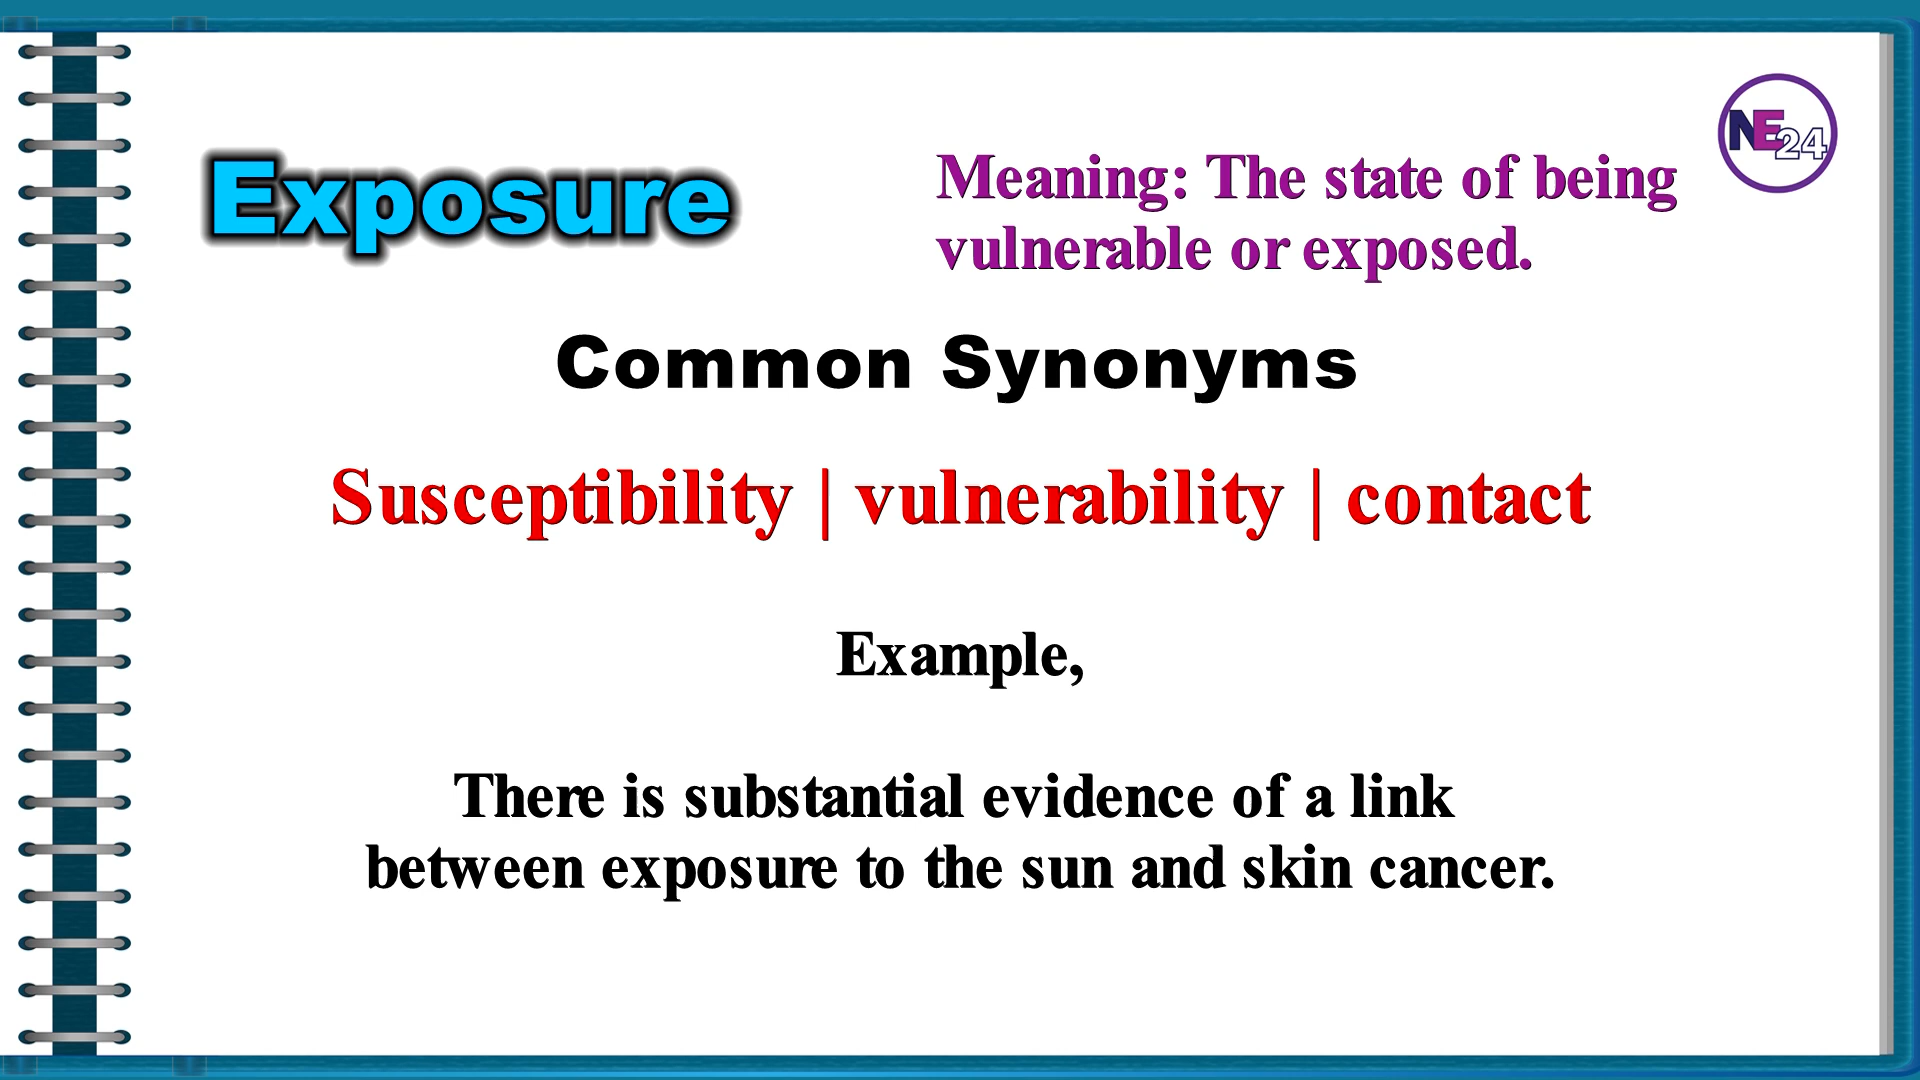 Exposure
Meaning: The state of being
vulnerable or exposed.
NE24
Common Synonyms
Susceptibility | vulnerability | contact
Example,
There is substantial evidence of a link
between exposure to the sun and skin cancer.